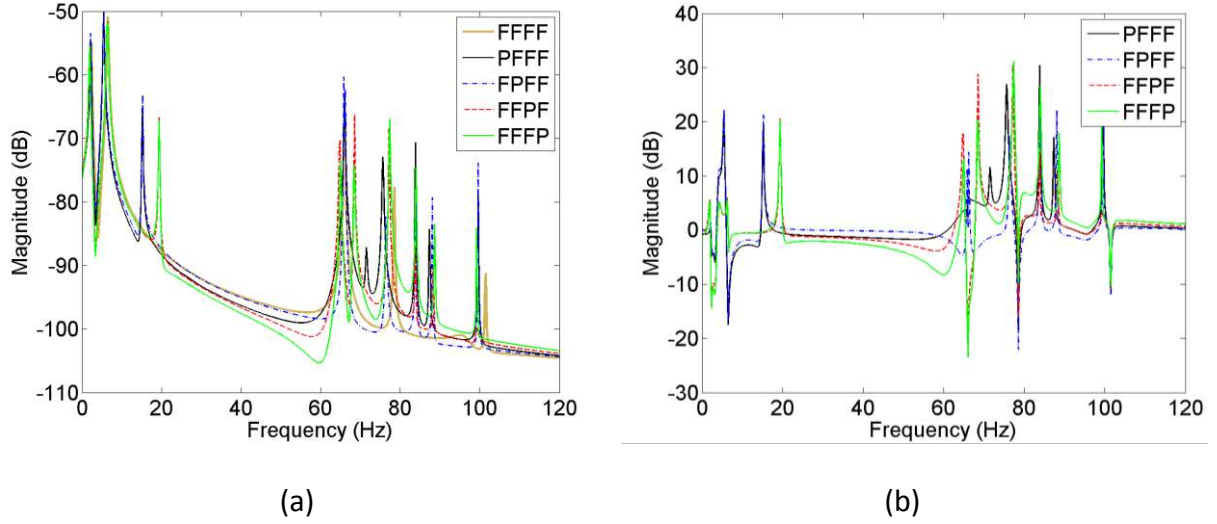 -50
-60
-70
-80
-90
-100
-110
Magnitude (dB)
0 20 40 60 80 100 120
Frequency (Hz)
FFFF
PFFF
FPFF
FFPF
FFFP
(a)
40
30
20
10
0
-10
-20
-30
Magnitude (dB)
0 20 40 60 80 100 120
Frequency (Hz)
PFFF
FPFF
FFPF
FFFP
(b)